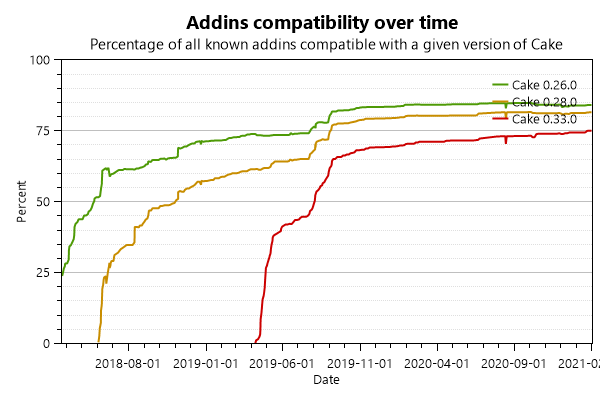 Addins compatibility over time
Percentage of all known addins compatible with a given version of Cake
100
75
50
25
0
Percent
Cake 0.26.0
Cake 0.28.0
Cake 0.33.0
2018-08-01 2019-01-01 2019-06-01 2019-11-01 2020-04-01 2020-09-01 2021-02
Date